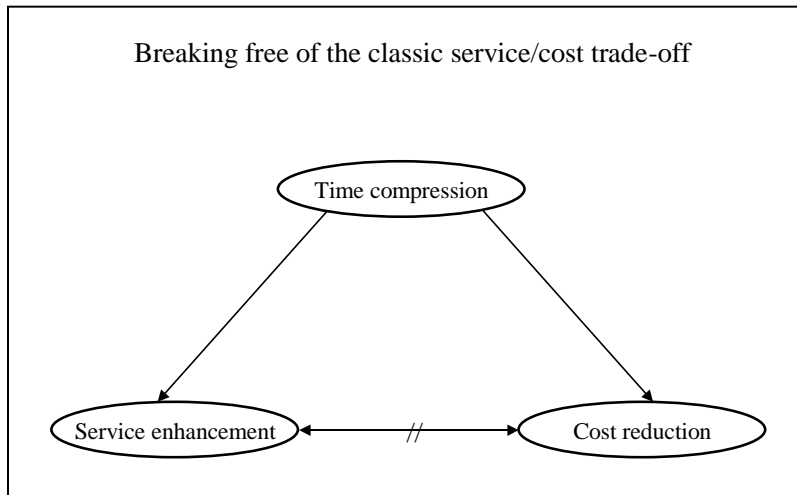 Breaking free of the classic service/cost trade-off
Time compression
Service enhancement
//
Cost reduction